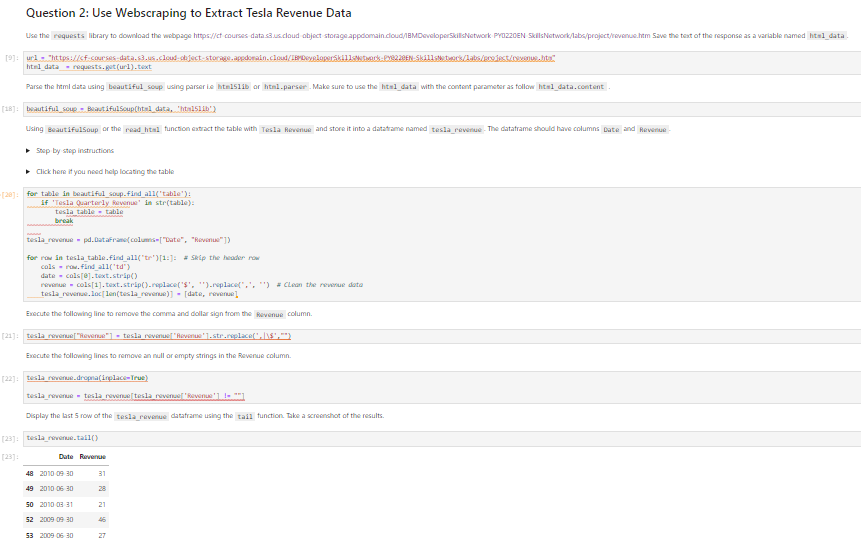 Question 2: Use Webscraping to Extract Tesla Revenue Data
Use the requests library to download the webpage https://cf-courses-data.s3.us.cloud-object-storage.appdomain.cloud/IBMDeveloperSkillsNetwork-PY0220EN-SkillsNetwork/labs/project/revenue.htm Save the text of the response as a variable named html_data .
[9]: url = "https://cf-courses-data.s3.us.cloud-object-storage.appdomain.cloud/IBMDeveloperSkillsNetwork-PY0220EN-SkillsNetwork/labs/project/revenue.htm"
html_data = requests.get(url).text
Parse the html data using beautiful_soup using parser i.e html5lib or html.parser . Make sure to use the html_data with the content parameter as follow html_data.content .
[18]: beautiful_soup = BeautifulSoup(html_data, 'html5lib')
Using BeautifulSoup or the read_html function extract the table with Tesla Revenue and store it into a dataframe named tesla_revenue . The dataframe should have columns Date and Revenue .
Step-by-step instructions
Click here if you need help locating the table
[20]: for table in beautiful_soup.find_all('table'):
if 'Tesla Quarterly Revenue' in str(table):
tesla_table = table
break
tesla_revenue = pd.DataFrame(columns=["Date", "Revenue"])
for row in tesla_table.find_all('tr')[1:]: # Skip the header row
cols = row.find_all('td')
date = cols[0].text.strip()
revenue = cols[1].text.strip().replace('$', '').replace(',', '') # Clean the revenue data
tesla_revenue.loc[len(tesla_revenue)] = [date, revenue]
Execute the following line to remove the comma and dollar sign from the Revenue column.
[21]: tesla_revenue["Revenue"] = tesla_revenue['Revenue'].str.replace(',|\$',"")
Execute the following lines to remove an null or empty strings in the Revenue column.
[22]: tesla_revenue.dropna(inplace=True)
tesla_revenue = tesla_revenue[tesla_revenue['Revenue'] != ""]
Display the last 5 row of the tesla_revenue dataframe using the tail function. Take a screenshot of the results.
[23]: tesla_revenue.tail()
[23]: Date Revenue
48 2010-09-30 31
49 2010-06-30 28
50 2010-03-31 21
52 2009-09-30 46
53 2009-06-30 27